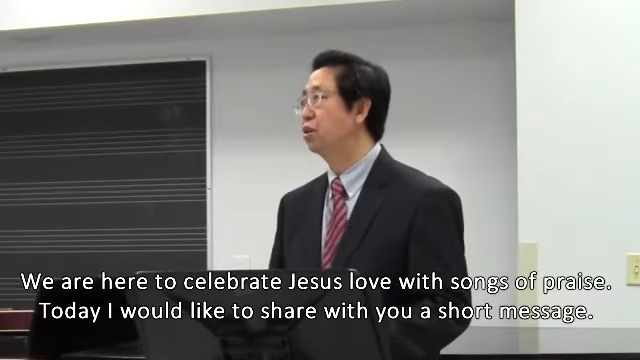 We are here to celebrate Jesus love with songs of praise.
Today I would like to share with you a short message.